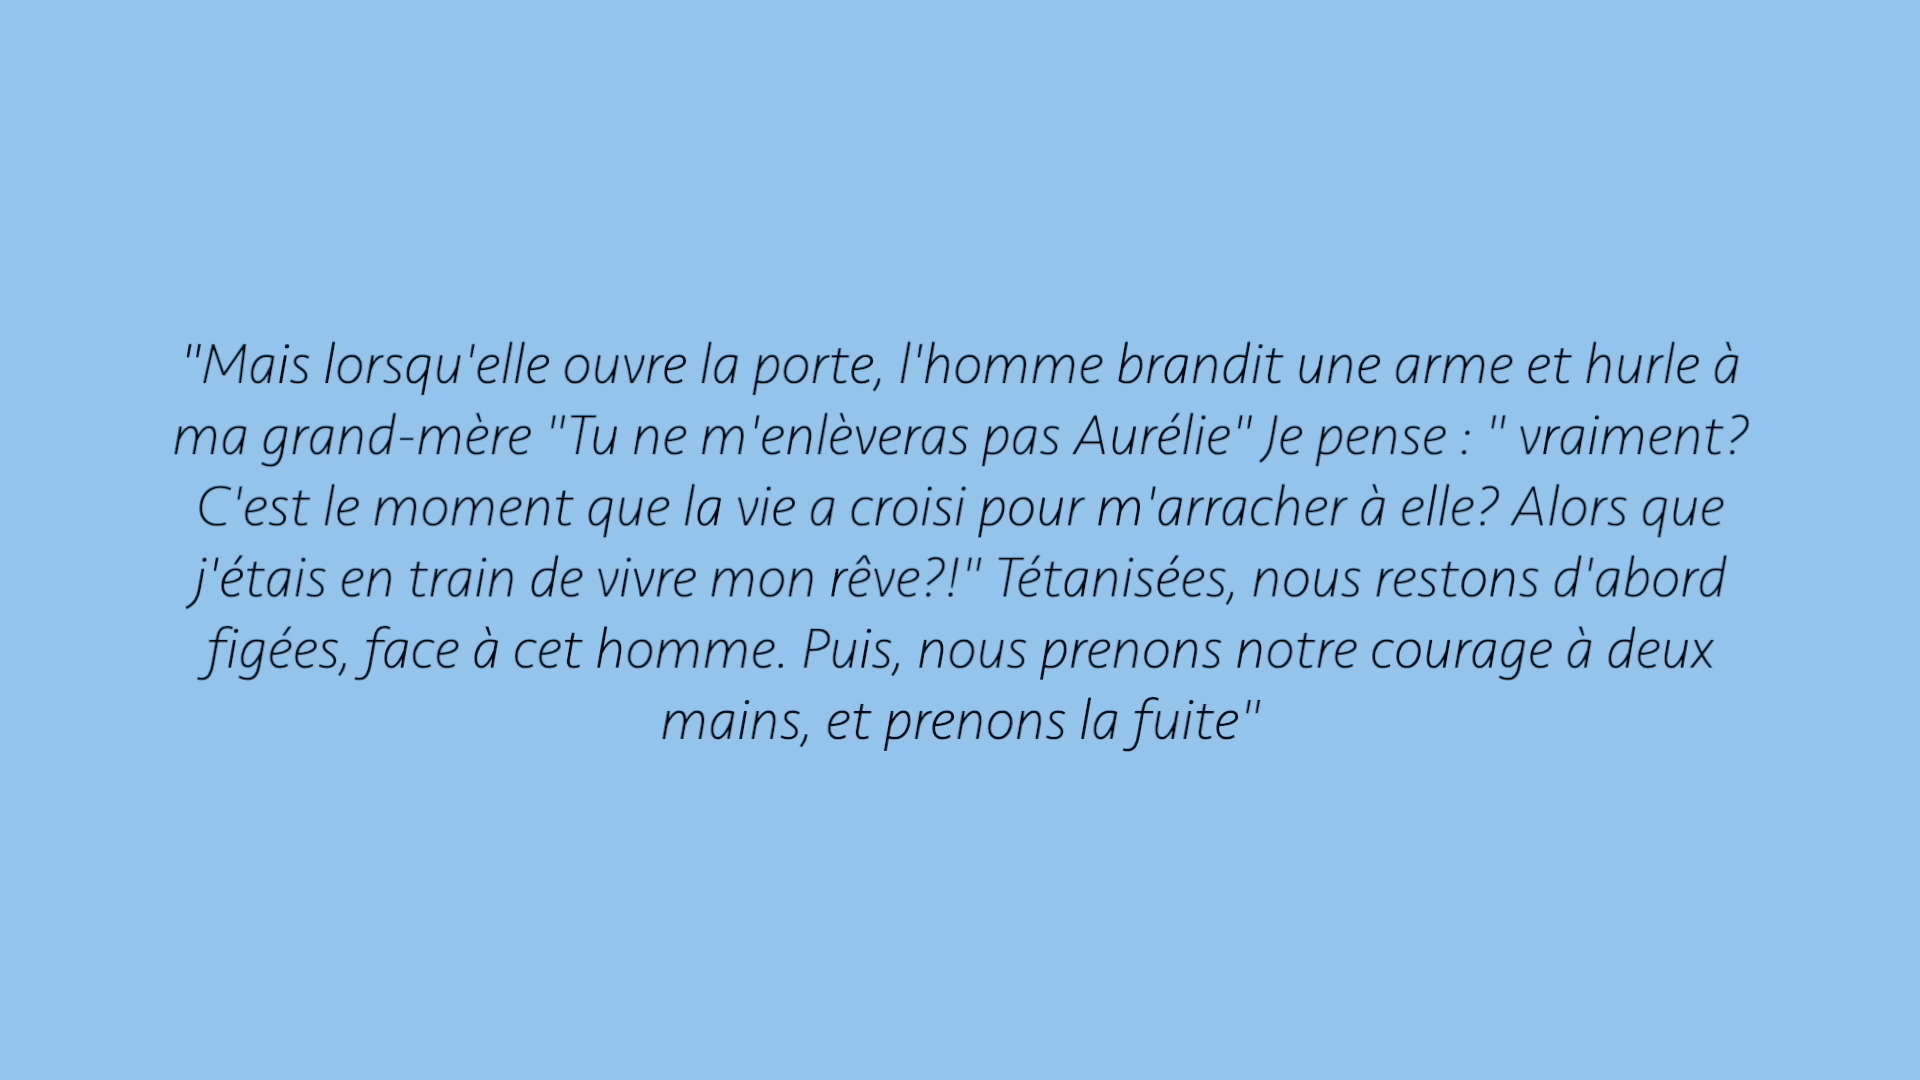 "Mais lorsqu'elle ouvre la porte, l'homme brandit une arme et hurle à
ma grand-mère "Tu ne m'enlèveras pas Aurélie" Je pense : " vraiment?
C'est le moment que la vie a croisi pour m'arracher à elle? Alors que
j'étais en train de vivre mon rêve?!" Tétanisées, nous restons d'abord
figées, face à cet homme. Puis, nous prenons notre courage à deux
mains, et prenons la fuite"